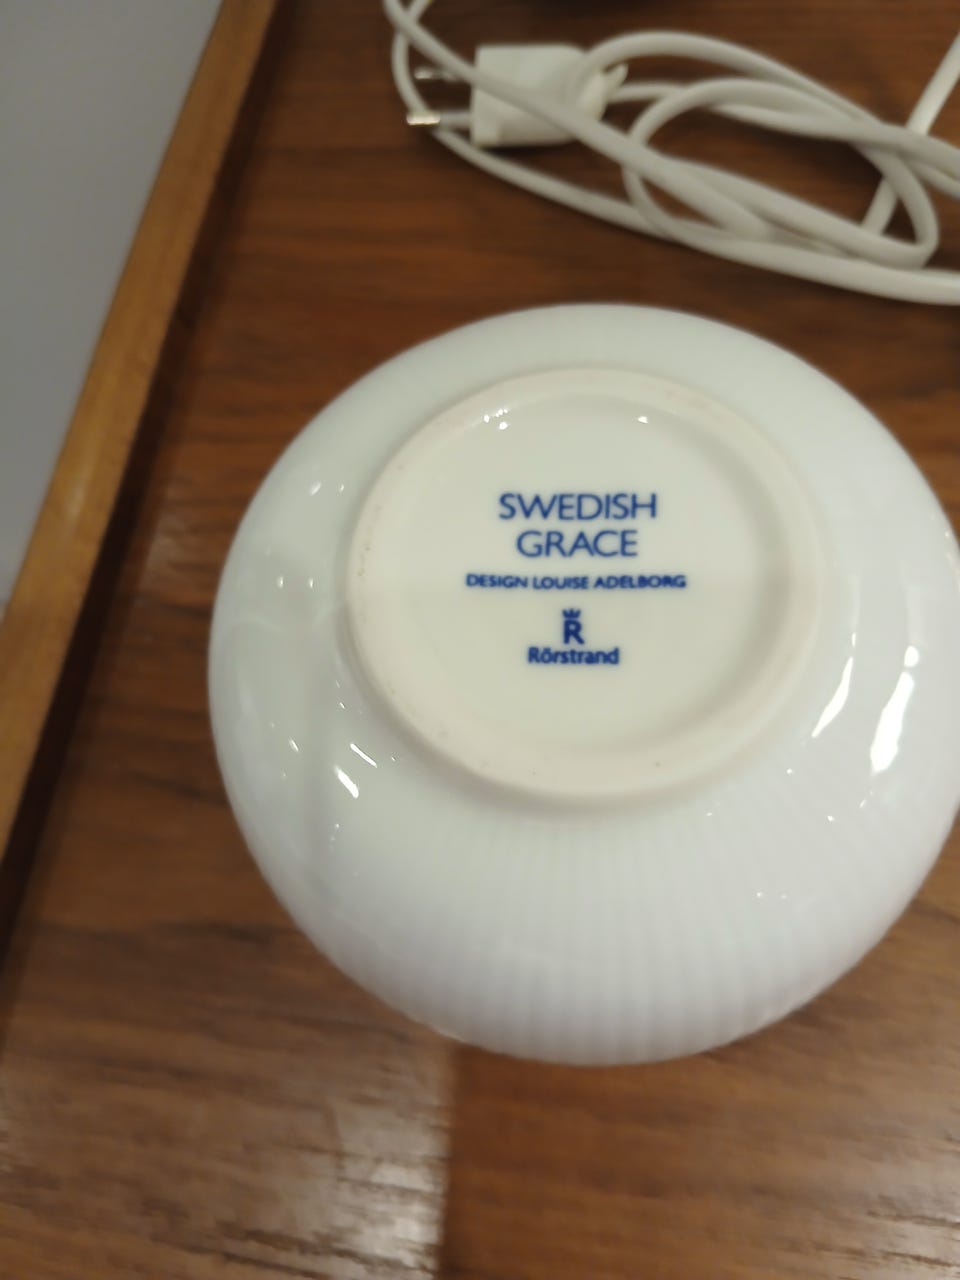 SWEDISH
GRACE
DESIGN LOUISE ADELBORG
R
Rörstrand